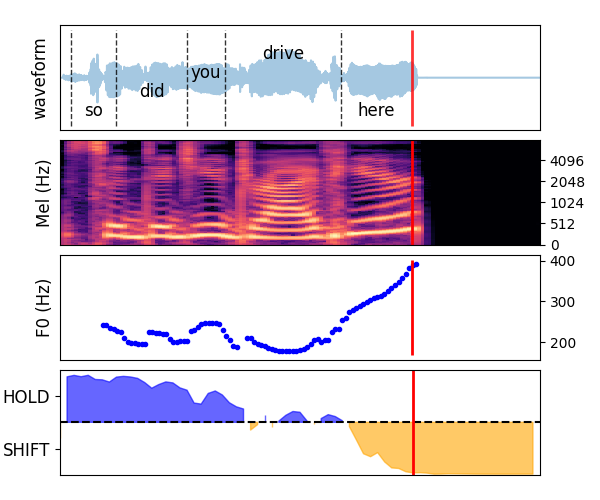 waveform
so
did
you
drive
here
Mel (Hz)
4096
2048
1024
512
0
F0 (Hz)
400
300
200
HOLD
SHIFT